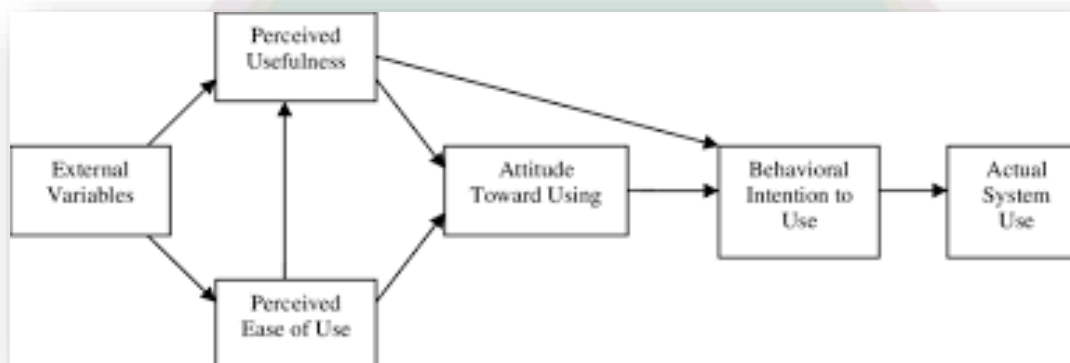 Perceived
Usefulness
External
Variables
Attitude
Toward Using
Behavioral
Intention to
Use
Actual
System
Use
Perceived
Ease of Use